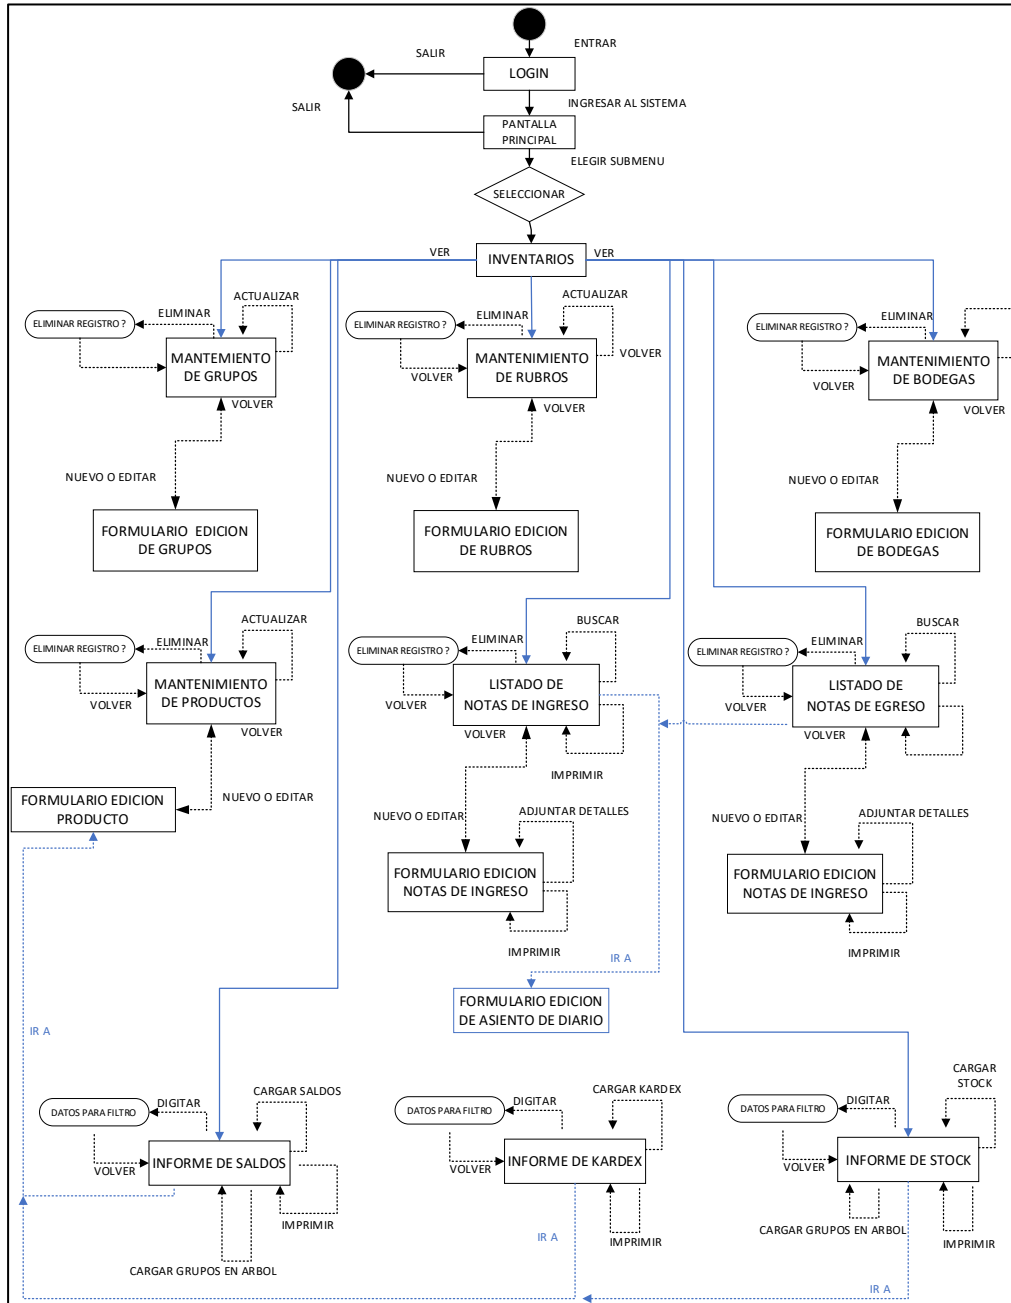 ENTRAR
SALIR
LOGIN
INGRESAR AL SISTEMA
SALIR
PANTALLA
PRINCIPAL
ELEGIR SUBMENU
SELECCIONAR
VER
INVENTARIOS
VER
ACTUALIZAR
ELIMINAR
ELIMINAR REGISTRO ?
MANTEMIENTO
DE GRUPOS
VOLVER
NUEVO O EDITAR
FORMULARIO EDICION
DE GRUPOS
ACTUALIZAR
ELIMINAR
ELIMINAR REGISTRO ?
MANTENIMIENTO
DE RUBROS
VOLVER
VOLVER
VOLVER
NUEVO O EDITAR
FORMULARIO EDICION
DE RUBROS
ELIMINAR
ELIMINAR REGISTRO ?
MANTENIMIENTO
DE BODEGAS
VOLVER
VOLVER
NUEVO O EDITAR
FORMULARIO EDICION
DE BODEGAS
ACTUALIZAR
ELIMINAR
ELIMINAR REGISTRO ?
MANTENIMIENTO
DE PRODUCTOS
VOLVER
VOLVER
NUEVO O EDITAR
FORMULARIO EDICION
PRODUCTO
BUSCAR
ELIMINAR
ELIMINAR REGISTRO ?
LISTADO DE
NOTAS DE INGRESO
VOLVER
VOLVER
IMPRIMIR
NUEVO O EDITAR
ADJUNTAR DETALLES
FORMULARIO EDICION
NOTAS DE INGRESO
IMPRIMIR
BUSCAR
ELIMINAR
ELIMINAR REGISTRO ?
LISTADO DE
NOTAS DE EGRESO
VOLVER
VOLVER
NUEVO O EDITAR
ADJUNTAR DETALLES
FORMULARIO EDICION
NOTAS DE INGRESO
IMPRIMIR
IR A
FORMULARIO EDICION
DE ASIENTO DE DIARIO
IR A
CARGAR SALDOS
DIGITAR
DATOS PARA FILTRO
INFORME DE SALDOS
VOLVER
IMPRIMIR
CARGAR GRUPOS EN ARBOL
CARGAR KARDEX
DIGITAR
DATOS PARA FILTRO
INFORME DE KARDEX
VOLVER
IR A
IMPRIMIR
CARGAR
STOCK
DIGITAR
DATOS PARA FILTRO
INFORME DE STOCK
VOLVER
CARGAR GRUPOS EN ARBOL
IMPRIMIR
IR A